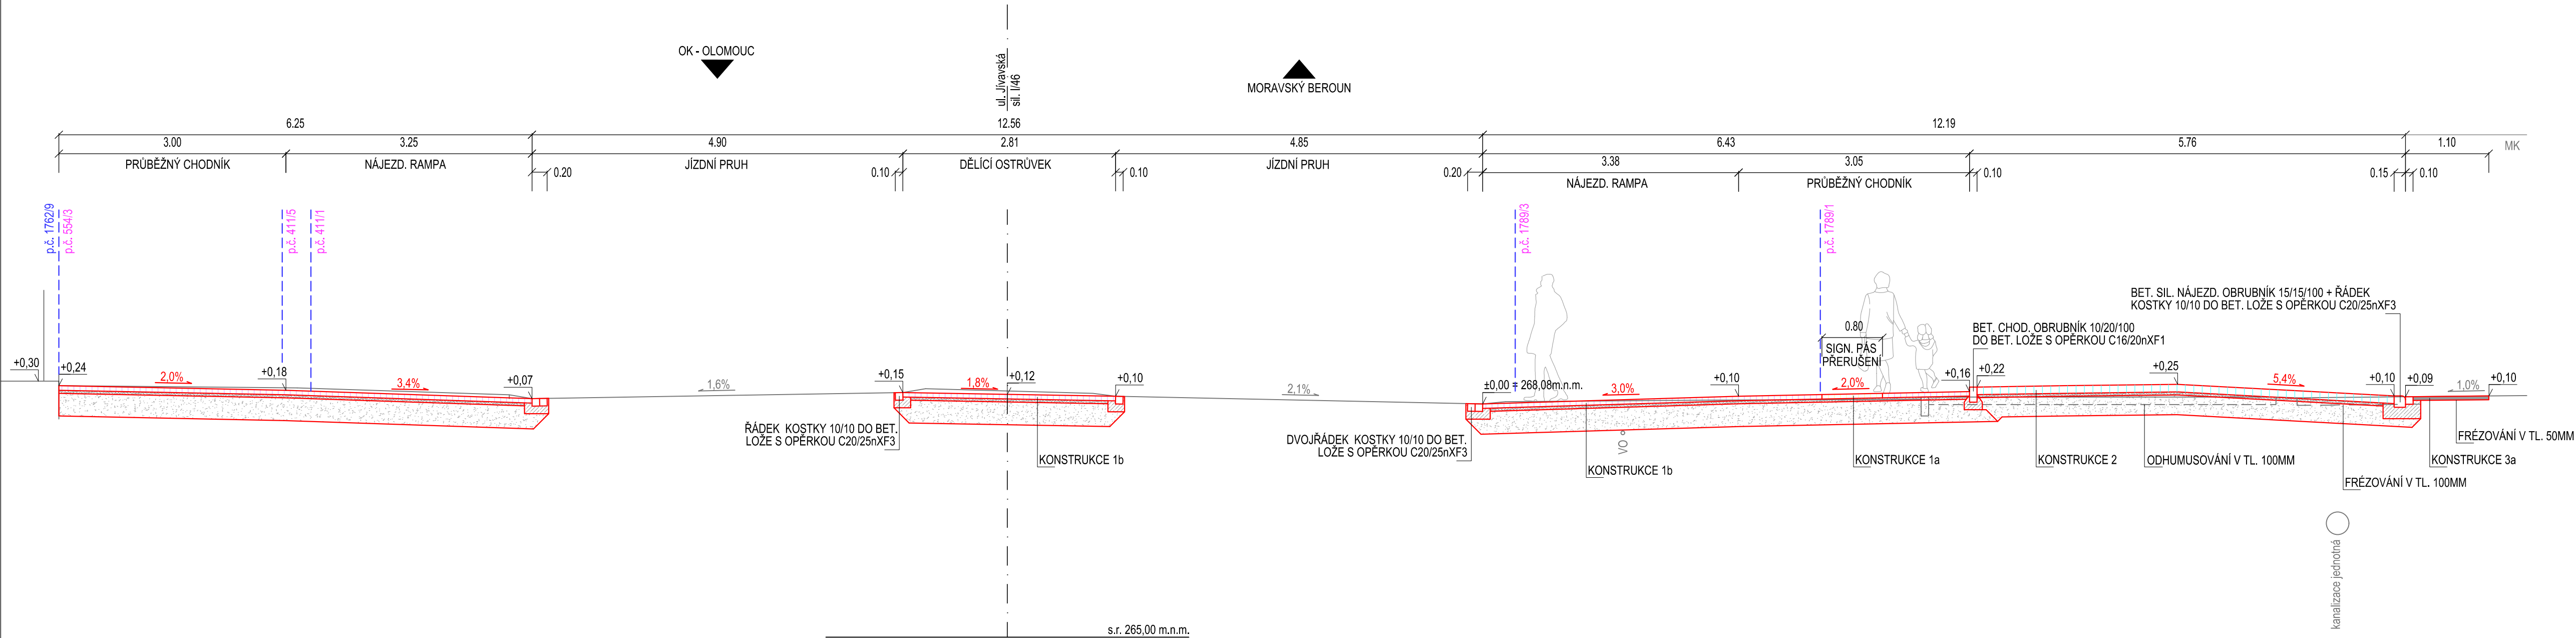 OK - OLOMOUC
ul. Jívavská
sil. I/46
MORAVSKÝ BEROUN
6.25
12.56
12.19
3.00
3.25
4.90
2.81
4.85
6.43
5.76
1.10
MK
PRŮBĚŽNÝ CHODNÍK
NÁJEZD. RAMPA
JÍZDNÍ PRUH
DĚLÍCÍ OSTRŮVEK
JÍZDNÍ PRUH
3.38
3.05
0.20
0.10
0.10
0.20
NÁJEZD. RAMPA
PRŮBĚŽNÝ CHODNÍK
0.10
0.15
0.10
p.č. 1762/9
p.č. 554/3
p.č. 411/5
p.č. 411/1
p.č. 1789/3
p.č. 1789/1
BET. SIL. NÁJEZD. OBRUBNÍK 15/15/100 + ŘÁDEK
KOSTKY 10/10 DO BET. LOŽE S OPĚRKOU C20/25nXF3
BET. CHOD. OBRUBNÍK 10/20/100
DO BET. LOŽE S OPĚRKOU C16/20nXF1
0.80
SIGN. PÁS
PŘERUŠENÍ
+0,30
+0,24
2,0%
+0,18
3,4%
+0,07
1,6%
+0,15
1,8%
+0,12
+0,10
2,1%
±0,00 = 268,08m.n.m.
3,0%
+0,10
2,0%
+0,16
+0,22
+0,25
5,4%
+0,10
+0,09
1,0%
+0,10
ŘÁDEK KOSTKY 10/10 DO BET.
LOŽE S OPĚRKOU C20/25nXF3
KONSTRUKCE 1b
DVOJŘÁDEK KOSTKY 10/10 DO BET.
LOŽE S OPĚRKOU C20/25nXF3
KONSTRUKCE 1b
VO
KONSTRUKCE 1a
KONSTRUKCE 2
ODHUMUSOVÁNÍ V TL. 100MM
FRÉZOVÁNÍ V TL. 50MM
KONSTRUKCE 3a
FRÉZOVÁNÍ V TL. 100MM
kanalizace jednotná
s.r. 265,00 m.n.m.